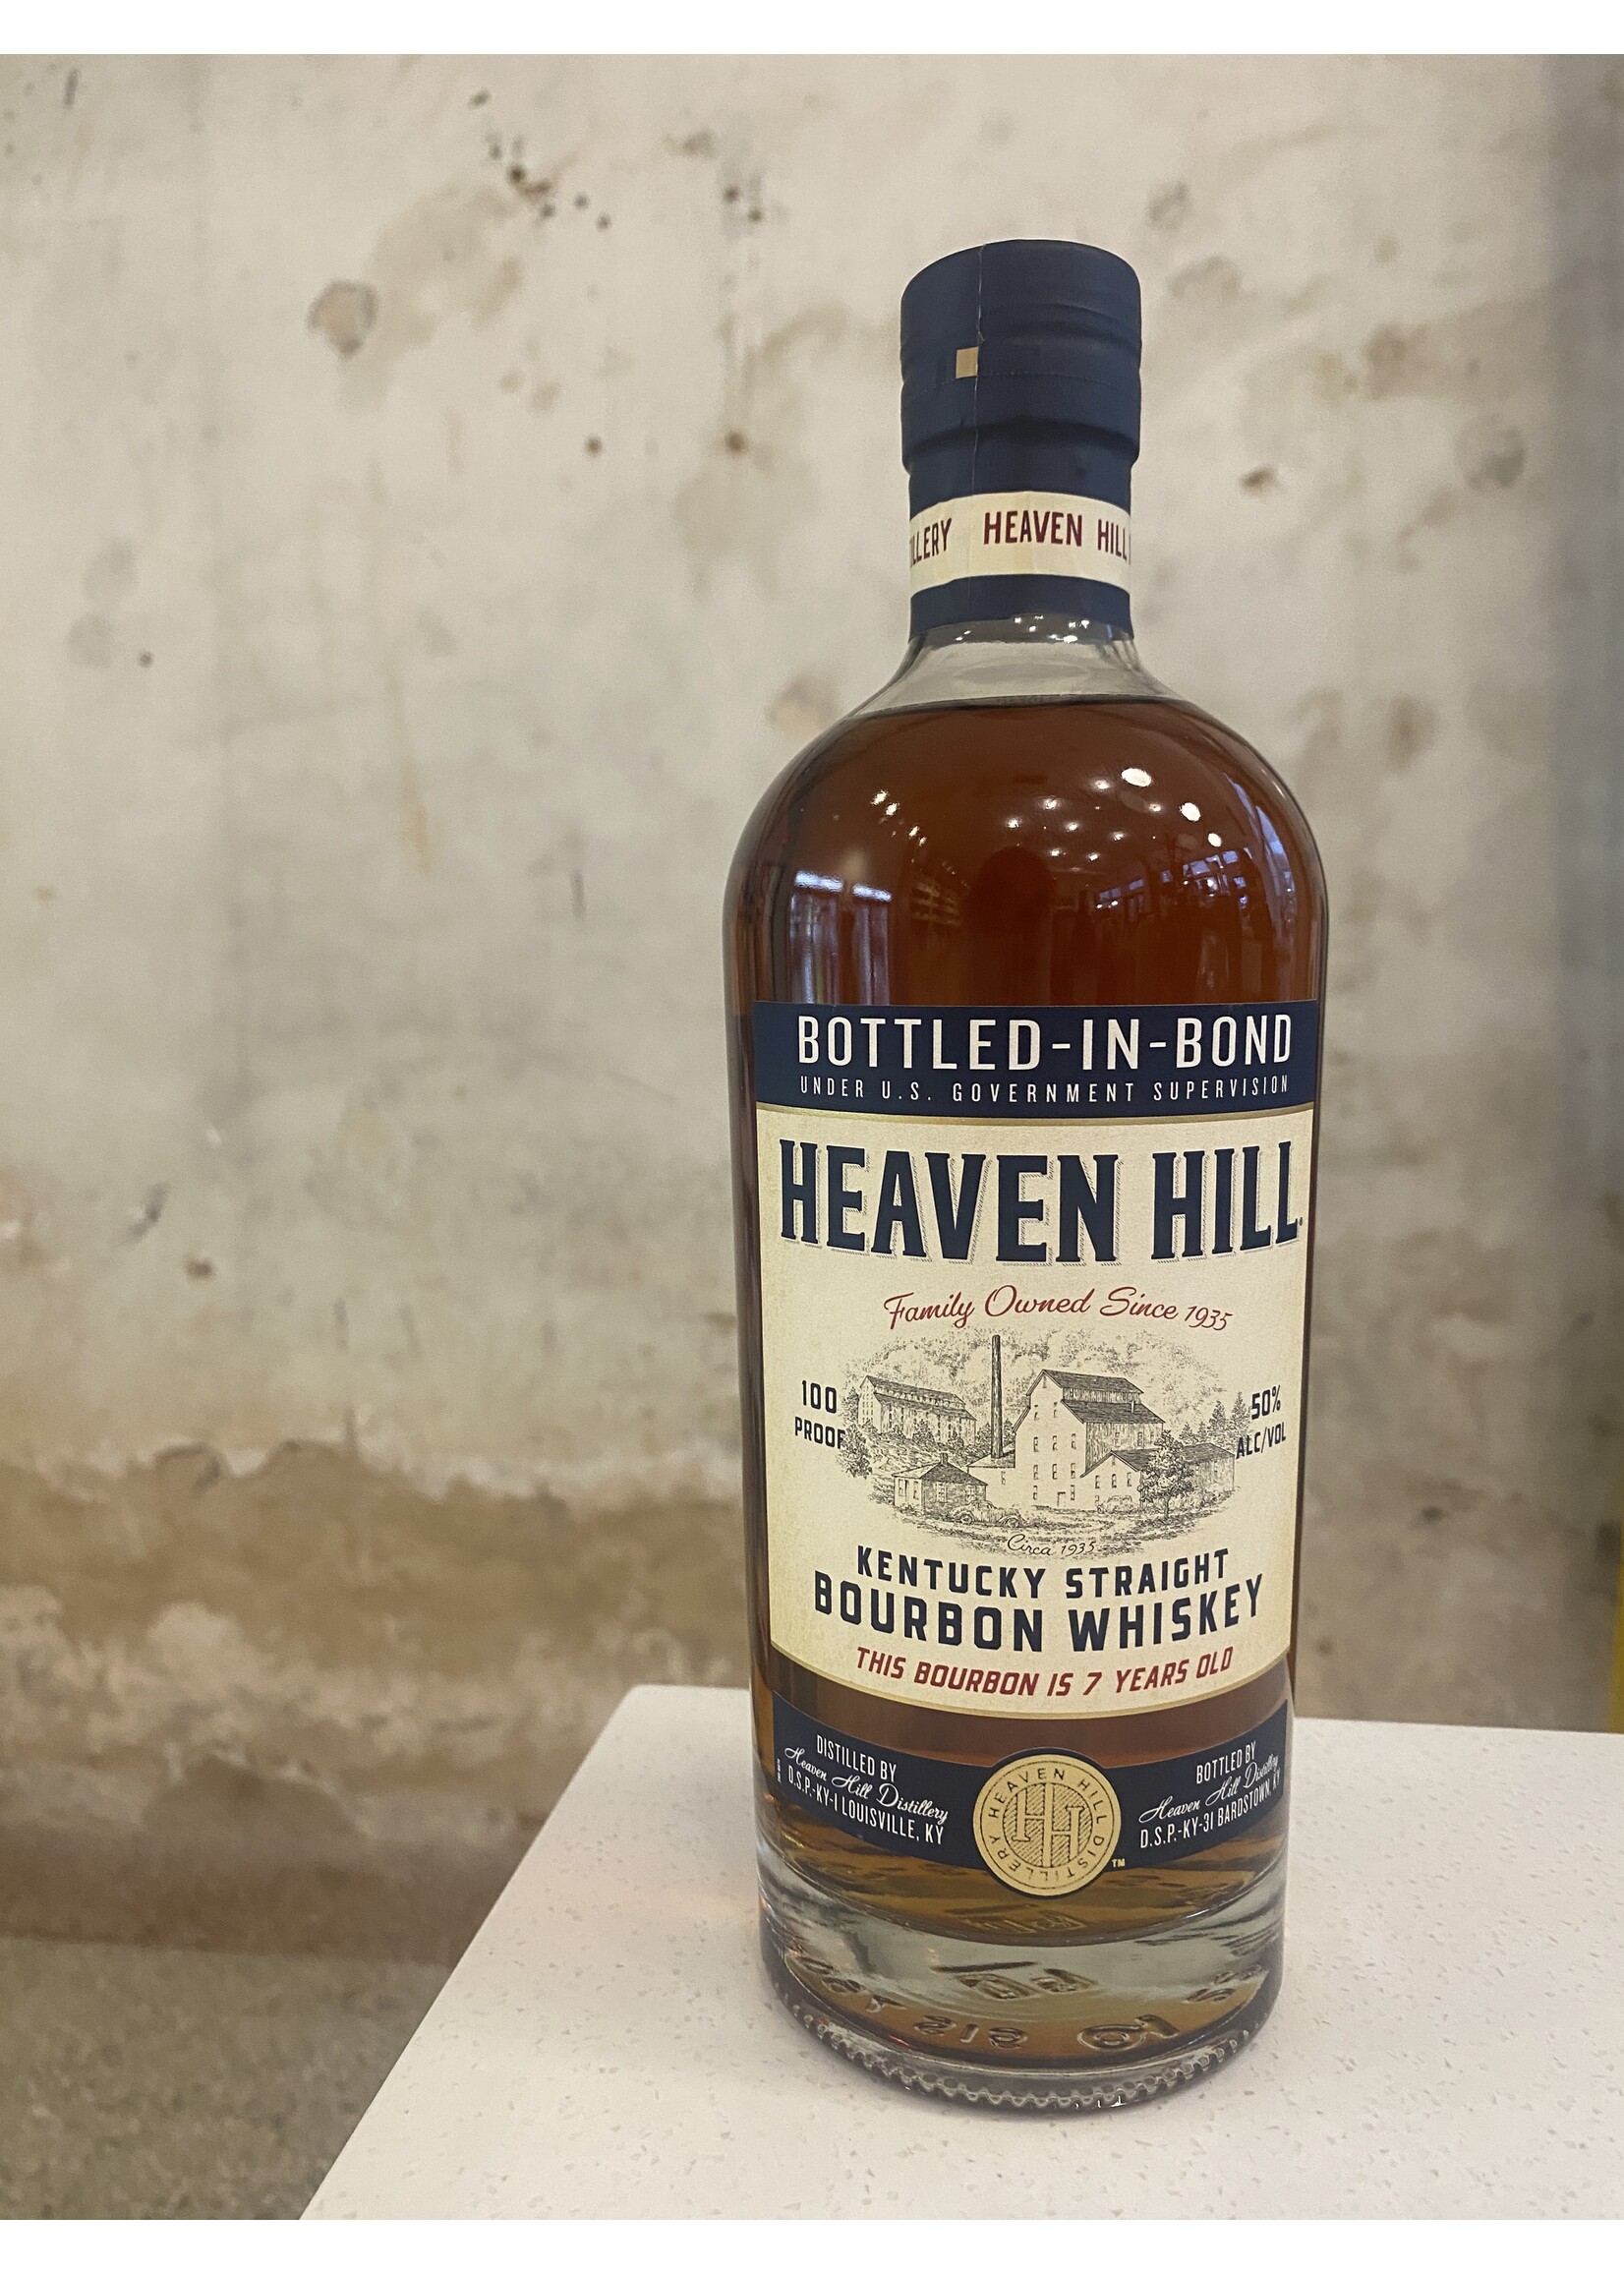 HEAVEN HILL
BOTTLED-IN-BOND
UNDER U.S. GOVERNMENT SUPERVISION
HEAVEN HILL
Family Owned Since 1935
100
PROOF
50%
ALC/VOL
Circa 1935
KENTUCKY STRAIGHT
BOURBON WHISKEY
THIS BOURBON IS 7 YEARS OLD
DISTILLED BY
Heaven Hill Distillery
D.S.P.-KY-1 LOUISVILLE, KY
HEAVEN HILL DISTILLERY
HH
TM
BOTTLED BY
Heaven Hill Distillery
D.S.P.-KY-31 BARDSTOWN, KY